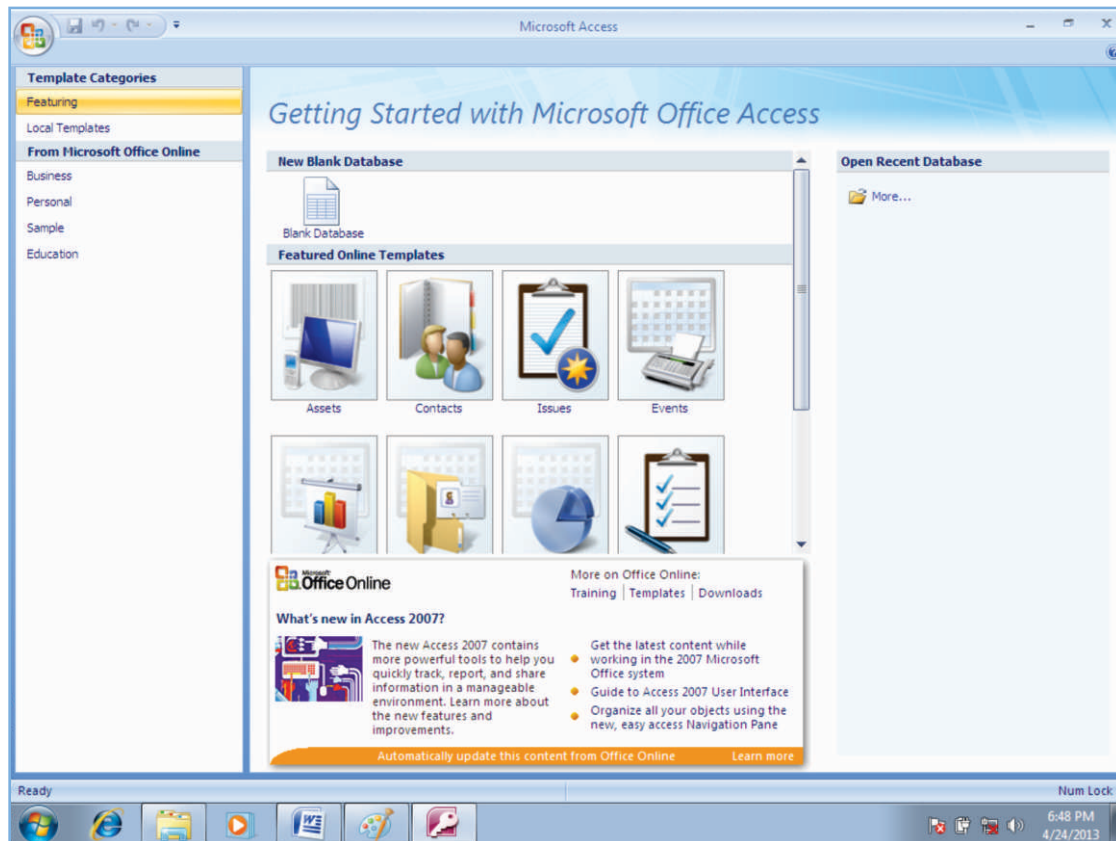 Microsoft Access
Template Categories
Featuring
Local Templates
From Microsoft Office Online
Business
Personal
Sample
Education
Getting Started with Microsoft Office Access
New Blank Database
Blank Database
Featured Online Templates
Assets
Contacts
Issues
Events
Microsoft
Office Online
More on Office Online:
Training | Templates | Downloads
What's new in Access 2007?
The new Access 2007 contains
more powerful tools to help you
quickly track, report, and share
information in a manageable
environment. Learn more about
the new features and
improvements.
Get the latest content while
working in the 2007 Microsoft
Office system
Guide to Access 2007 User Interface
Organize all your objects using the
new, easy access Navigation Pane
Automatically update this content from Office Online
Learn more
Open Recent Database
More...
Ready
Num Lock
6:48 PM
4/24/2013